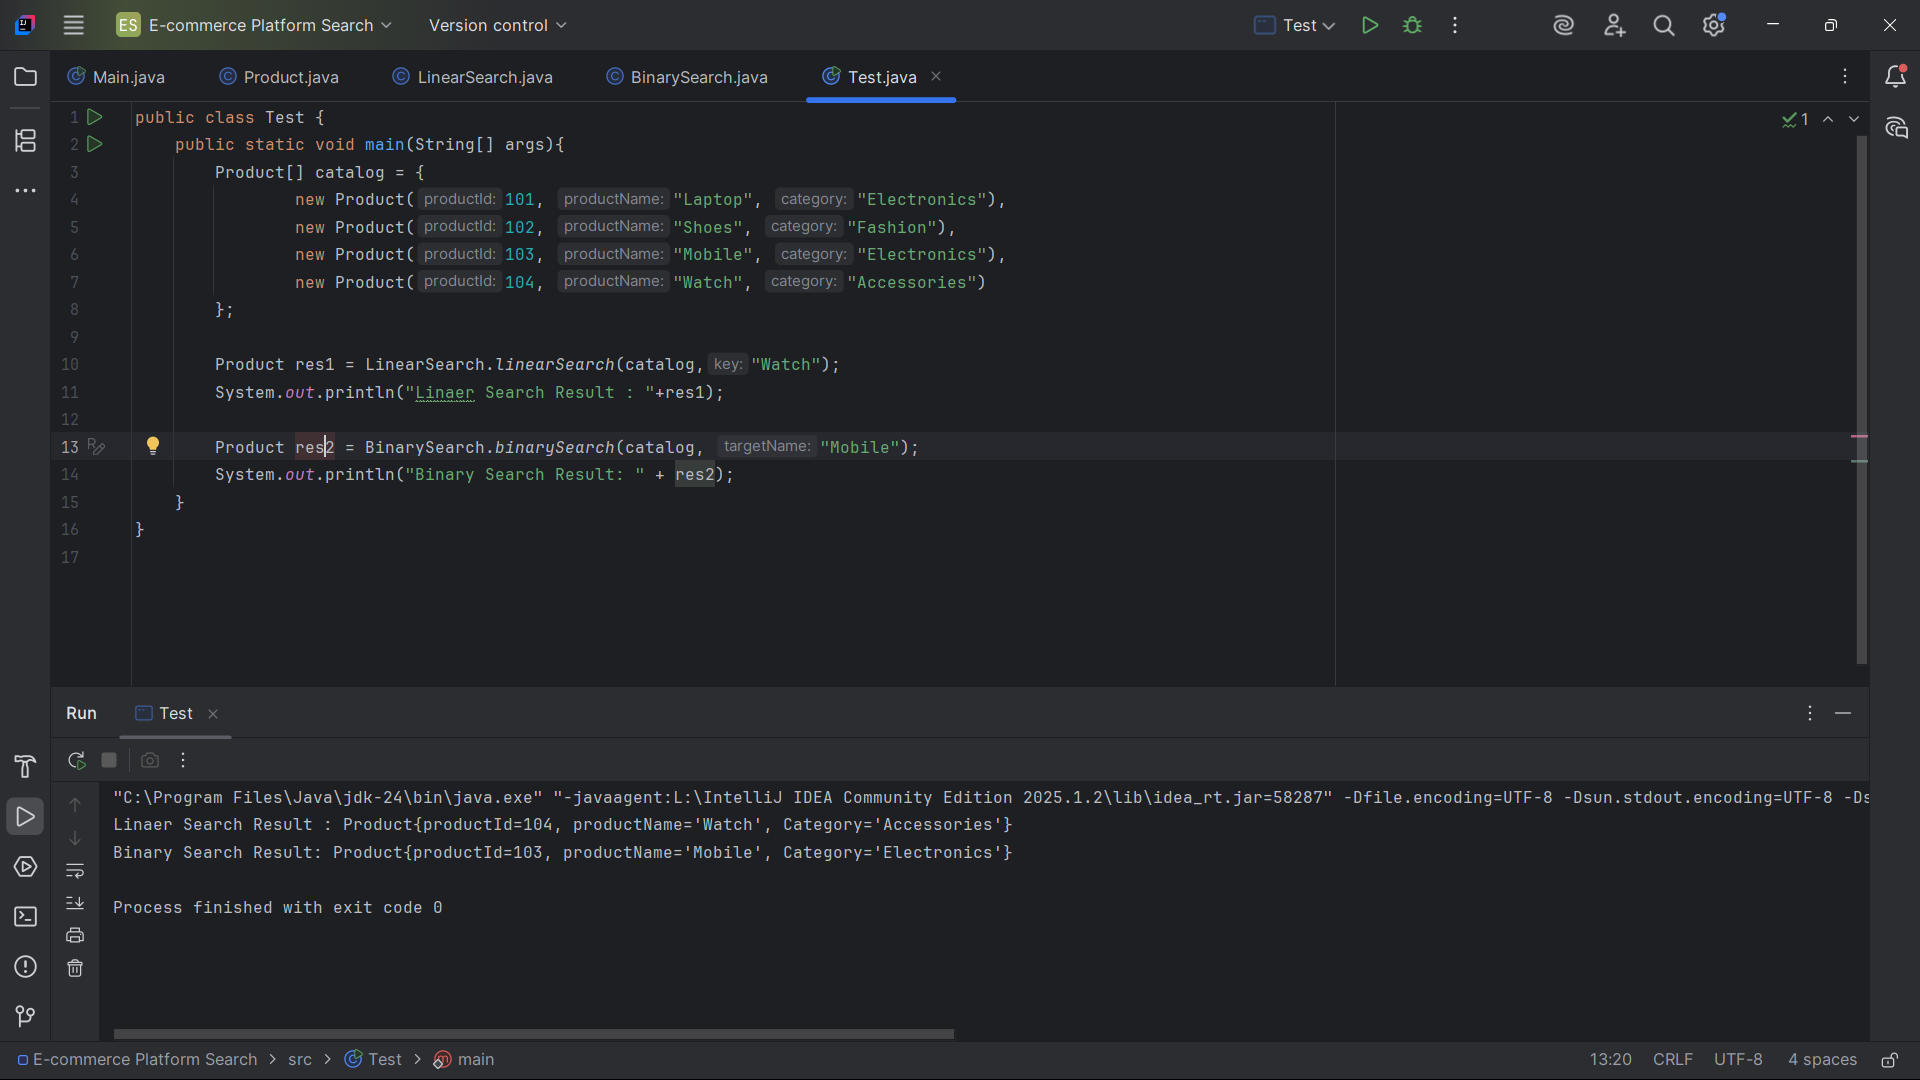 ES E-commerce Platform Search Version control Test
Main.java Product.java LinearSearch.java BinarySearch.java Test.java
1 public class Test { 1
2 public static void main(String[] args){
3 Product[] catalog = {
4 new Product( productId: 101, productName: "Laptop", category: "Electronics"),
5 new Product( productId: 102, productName: "Shoes", category: "Fashion"),
6 new Product( productId: 103, productName: "Mobile", category: "Electronics"),
7 new Product( productId: 104, productName: "Watch", category: "Accessories")
8 };
9
10 Product res1 = LinearSearch.linearSearch(catalog, key: "Watch");
11 System.out.println("Linaer Search Result : "+res1);
12
13 Product res2 = BinarySearch.binarySearch(catalog, targetName: "Mobile");
14 System.out.println("Binary Search Result: " + res2);
15 }
16 }
17
Run Test
"C:\Program Files\Java\jdk-24\bin\java.exe" "-javaagent:L:\IntelliJ IDEA Community Edition 2025.1.2\lib\idea_rt.jar=58287" -Dfile.encoding=UTF-8 -Dsun.stdout.encoding=UTF-8 -Ds
Linaer Search Result : Product{productId=104, productName='Watch', Category='Accessories'}
Binary Search Result: Product{productId=103, productName='Mobile', Category='Electronics'}
Process finished with exit code 0
E-commerce Platform Search > src > Test > main 13:20 CRLF UTF-8 4 spaces